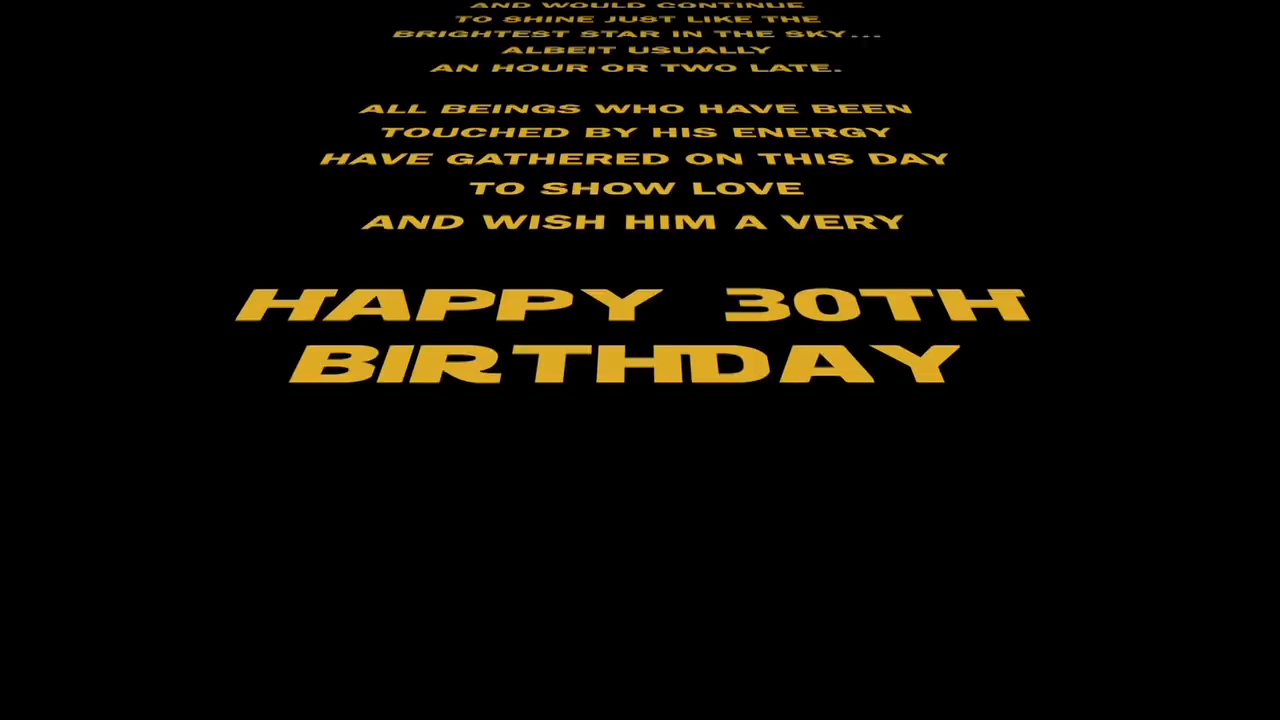 AND WOULD CONTINUE
TO SHINE JUST LIKE THE
BRIGHTEST STAR IN THE SKY...
ALBEIT USUALLY
AN HOUR OR TWO LATE.
ALL BEINGS WHO HAVE BEEN
TOUCHED BY HIS ENERGY
HAVE GATHERED ON THIS DAY
TO SHOW LOVE
AND WISH HIM A VERY
HAPPY 30TH
BIRTHDAY